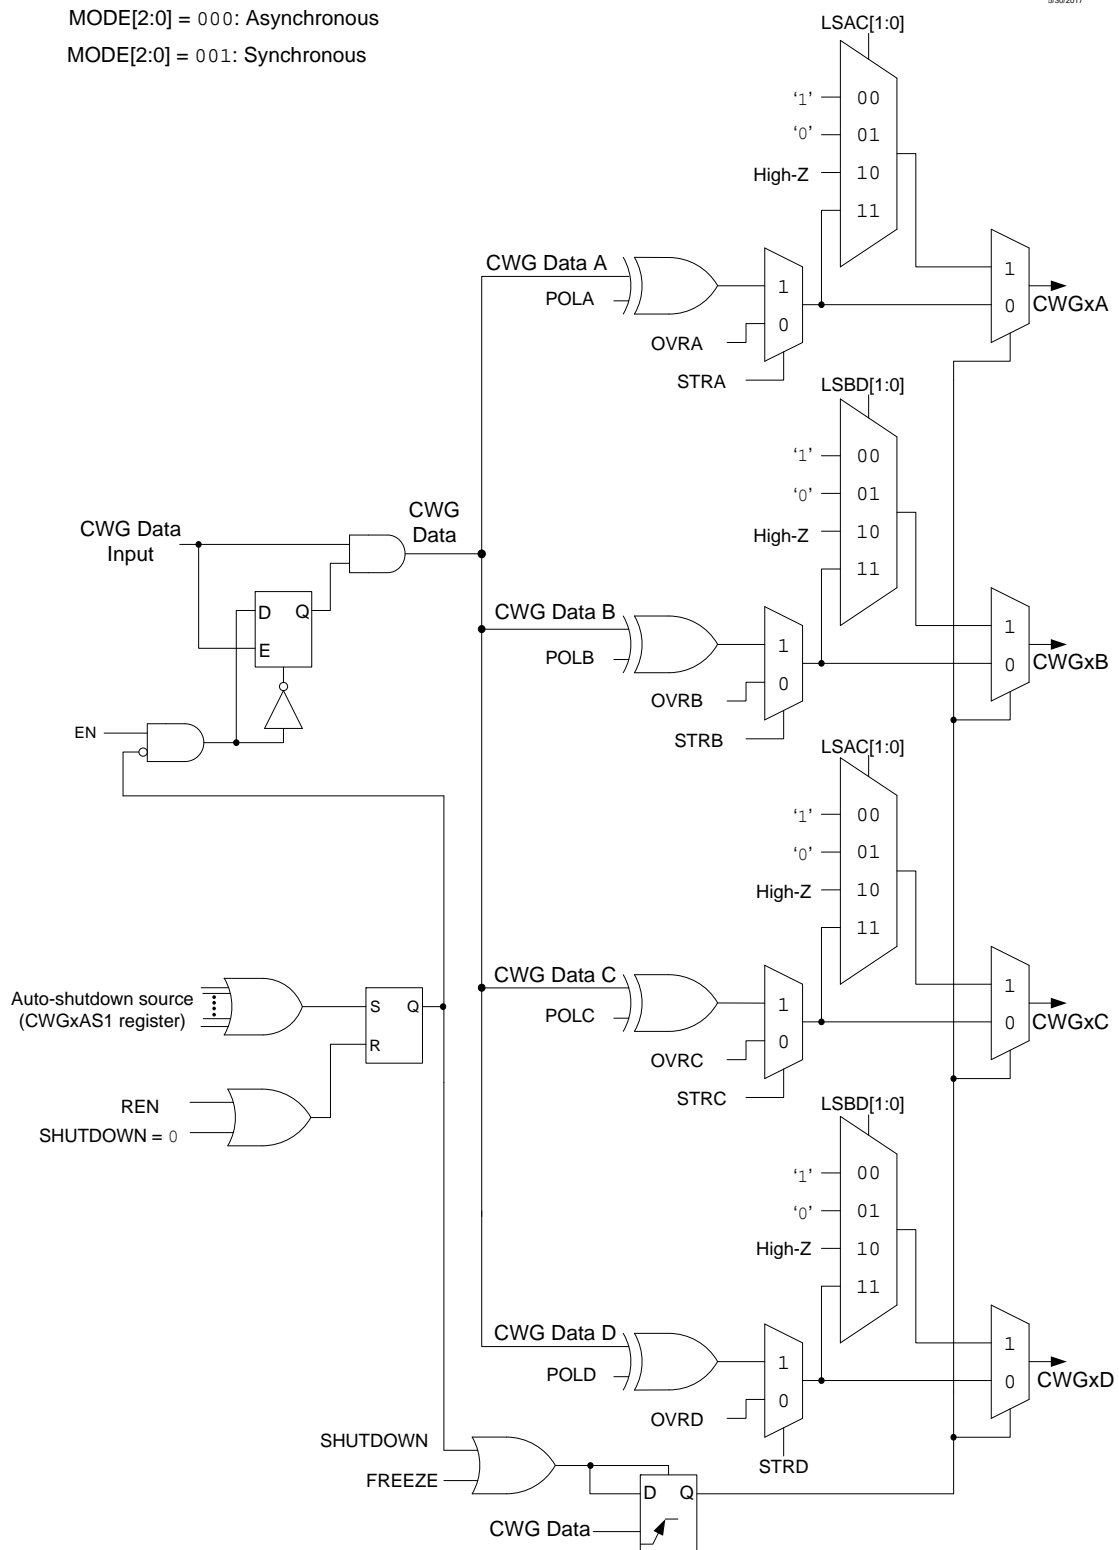 5/30/2017
MODE[2:0] = 000: Asynchronous
MODE[2:0] = 001: Synchronous
LSAC[1:0]
'1' 00
'0' 01
High-Z 10
11
CWG Data A
POLA
1
0
OVRA
STRA
1
0
CWGxA
LSBD[1:0]
'1' 00
'0' 01
High-Z 10
11
CWG Data Input
CWG Data
D Q
E
EN
CWG Data B
POLB
1
0
OVRB
STRB
1
0
CWGxB
LSAC[1:0]
'1' 00
'0' 01
High-Z 10
11
CWG Data C
POLC
1
0
OVRC
STRC
1
0
CWGxC
Auto-shutdown source
(CWGxAS1 register)
S Q
R
REN
SHUTDOWN = 0
LSBD[1:0]
'1' 00
'0' 01
High-Z 10
11
CWG Data D
POLD
1
0
OVRD
STRD
1
0
CWGxD
SHUTDOWN
FREEZE
D Q
CWG Data